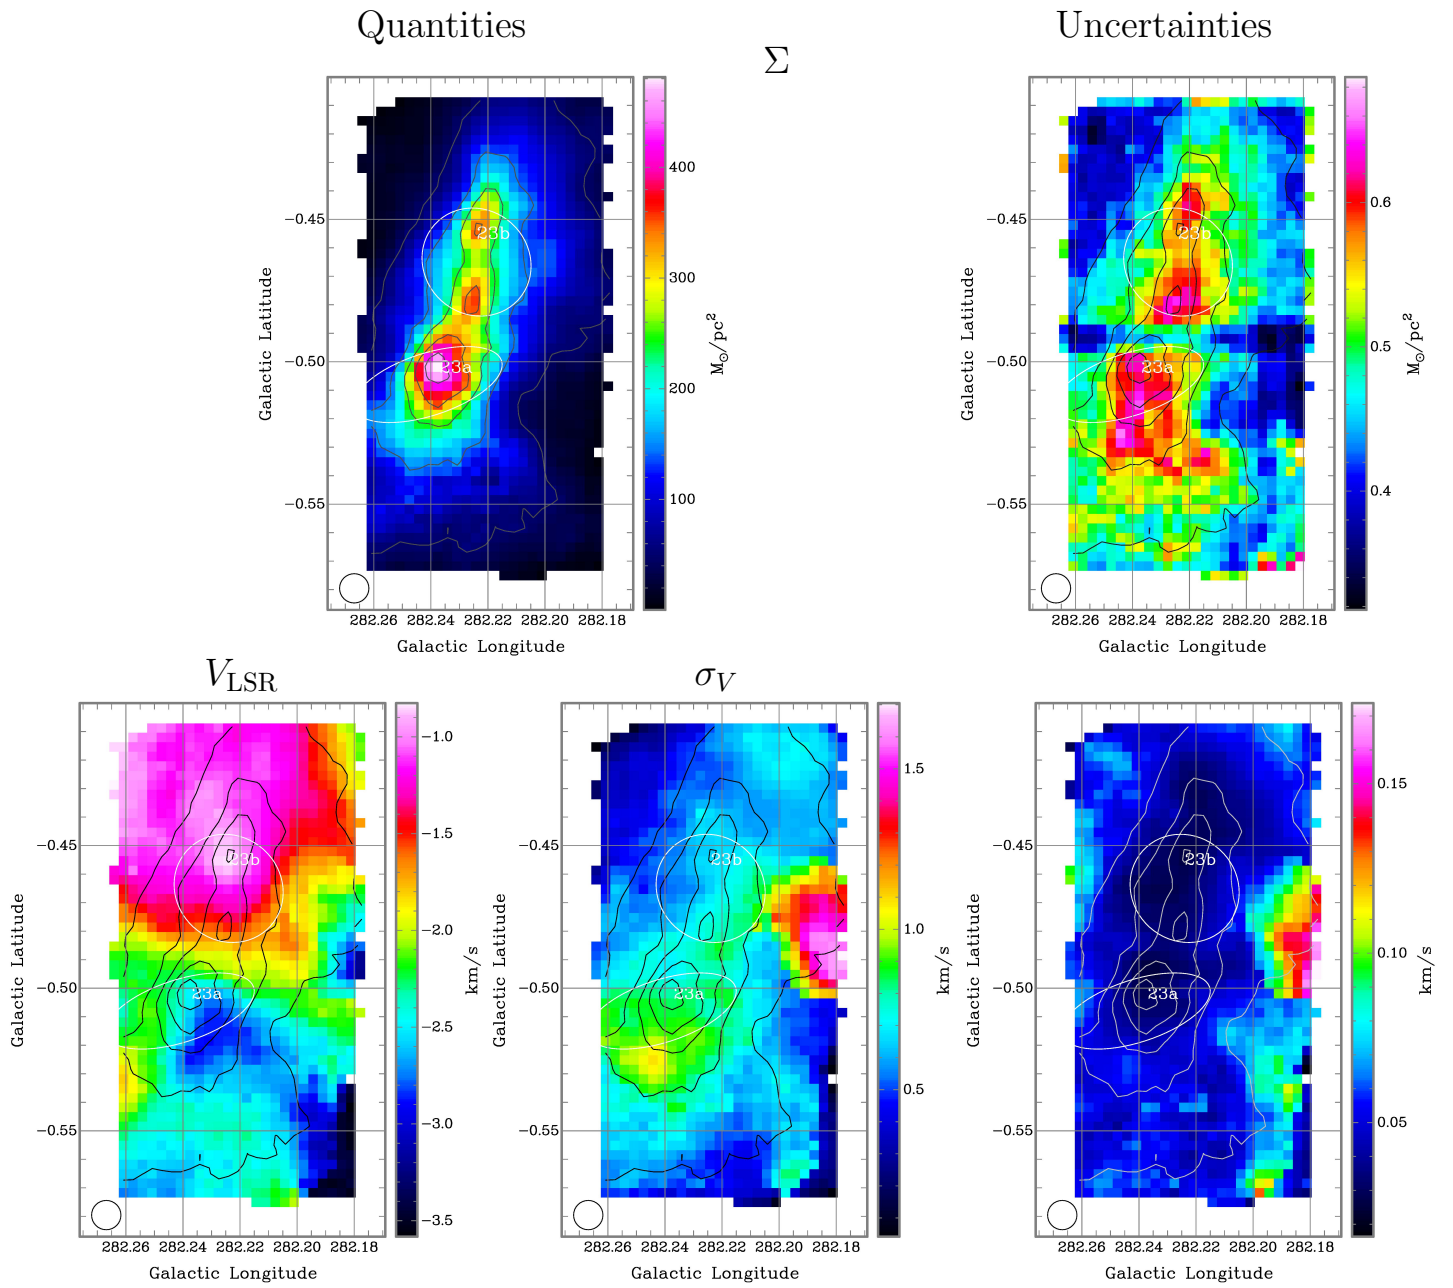 Quantities
Uncertainties
Σ
400
300
200
100
M⊙/pc²
−0.45
−0.50
−0.55
Galactic Latitude
23b
23a
282.26 282.24 282.22 282.20 282.18
Galactic Longitude
0.6
0.5
0.4
M⊙/pc²
−0.45
−0.50
−0.55
Galactic Latitude
23b
23a
282.26 282.24 282.22 282.20 282.18
Galactic Longitude
V_LSR
σ_V
−1.0
−1.5
−2.0
−2.5
−3.0
−3.5
km/s
−0.45
−0.50
−0.55
Galactic Latitude
23b
23a
282.26 282.24 282.22 282.20 282.18
Galactic Longitude
1.5
1.0
0.5
km/s
−0.45
−0.50
−0.55
Galactic Latitude
23b
23a
282.26 282.24 282.22 282.20 282.18
Galactic Longitude
0.15
0.10
0.05
km/s
−0.45
−0.50
−0.55
Galactic Latitude
23b
23a
282.26 282.24 282.22 282.20 282.18
Galactic Longitude